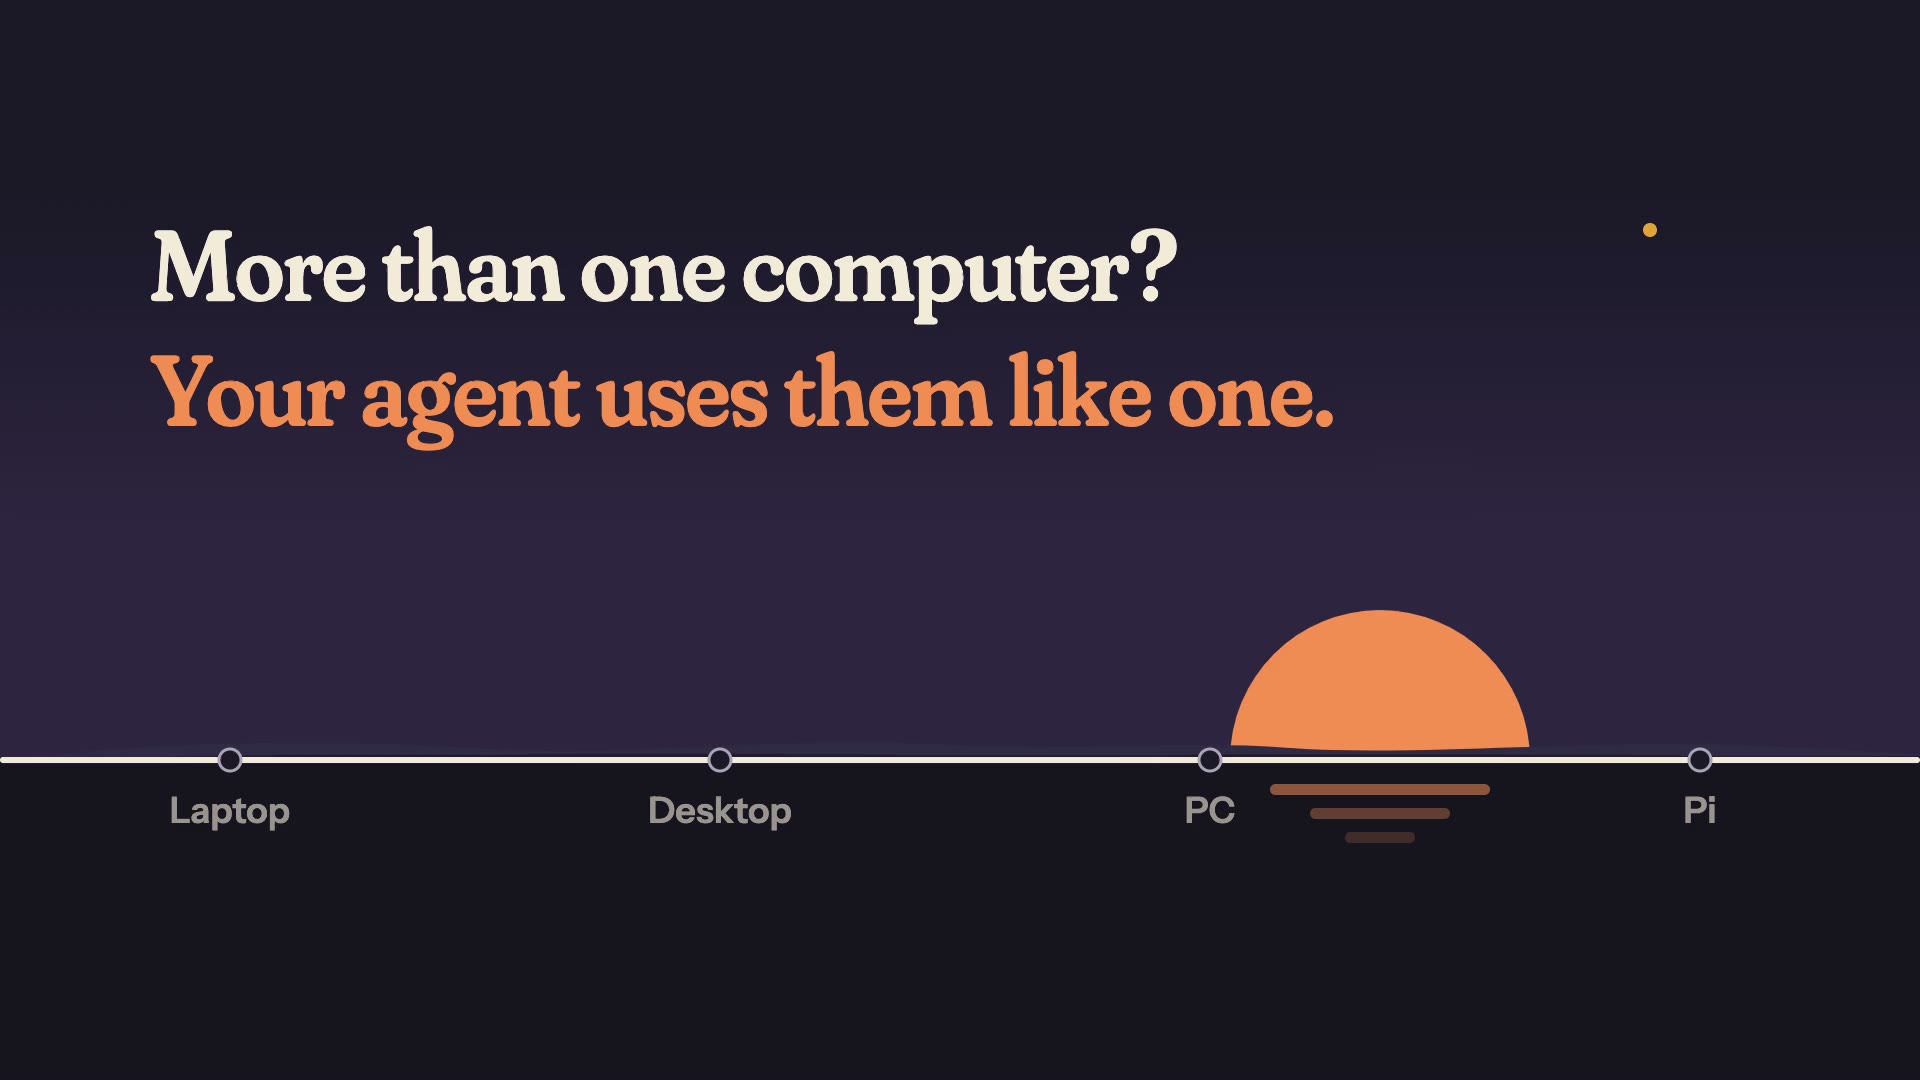 More than one computer?
Your agent uses them like one.
Laptop
Desktop
PC
Pi